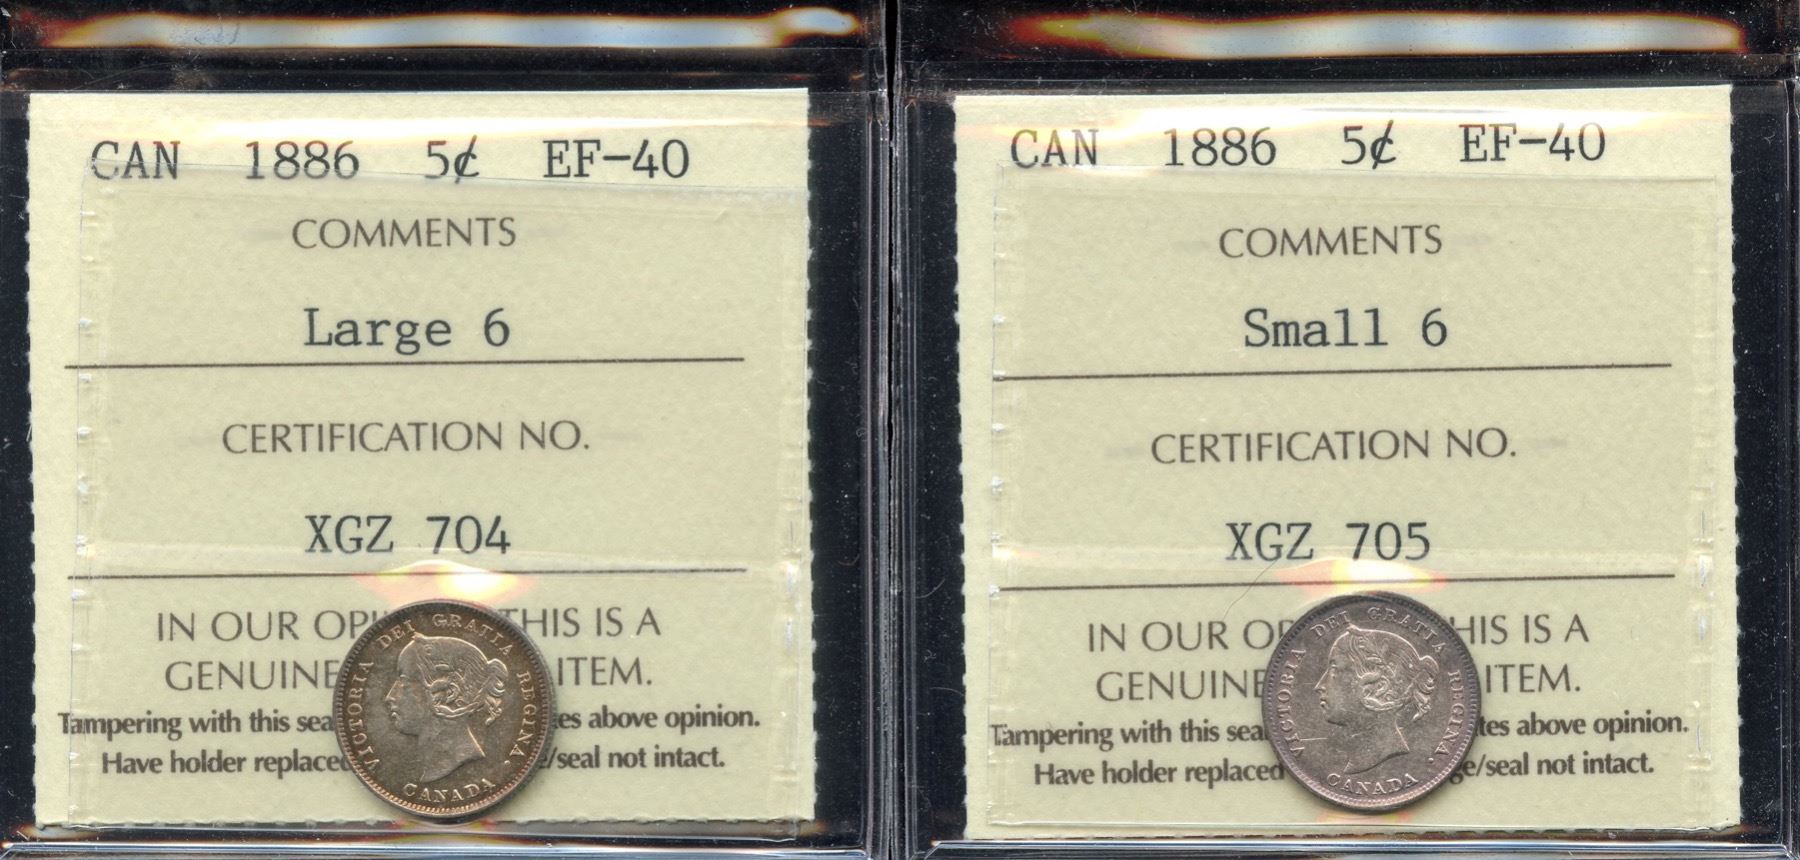 CAN 1886 5¢ EF-40
COMMENTS
Large 6
CERTIFICATION NO.
XGZ 704
IN OUR OPI THIS IS A
GENUINE ITEM.
Tampering with this sea es above opinion.
Have holder replaced e/seal not intact.
VICTORIA DEI GRATIA REGINA.
CANADA
CAN 1886 5¢ EF-40
COMMENTS
Small 6
CERTIFICATION NO.
XGZ 705
IN OUR OP HIS IS A
GENUINE ITEM.
Tampering with this seal tes above opinion.
Have holder replaced ge/seal not intact.
VICTORIA DEI GRATIA REGINA.
CANADA